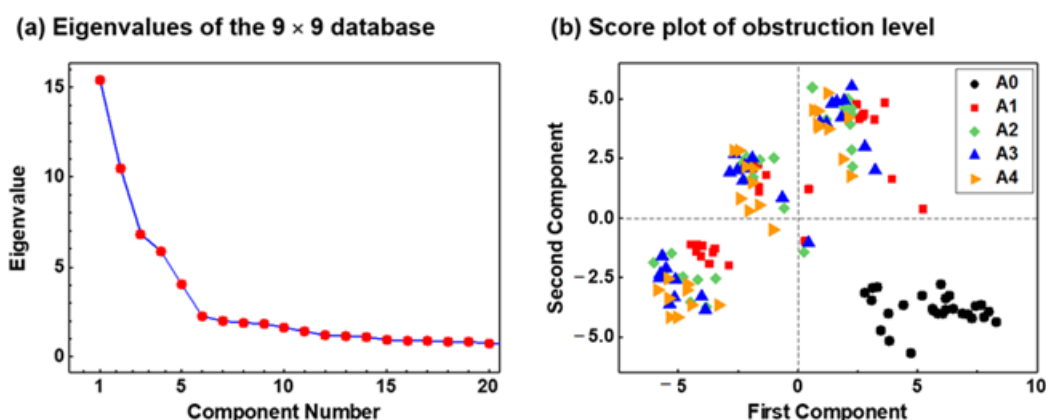 (a) Eigenvalues of the 9 × 9 database
Eigenvalue
15
10
5
0
1
5
10
15
20
Component Number
(b) Score plot of obstruction level
Second Component
5.0
2.5
0.0
-2.5
-5.0
-5
0
5
10
First Component
A0
A1
A2
A3
A4